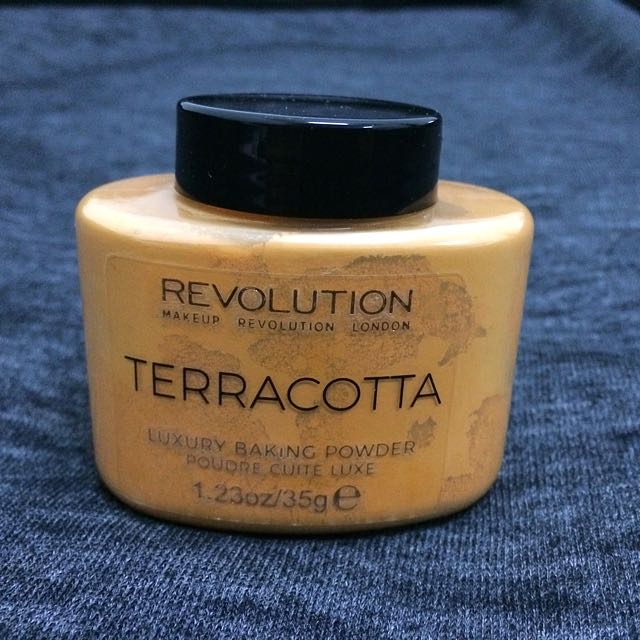 REVOLUTION
MAKEUP REVOLUTION LONDON
TERRACOTTA
LUXURY BAKING POWDER
POUDRE CUITE LUXE
1.23oz/35g℮